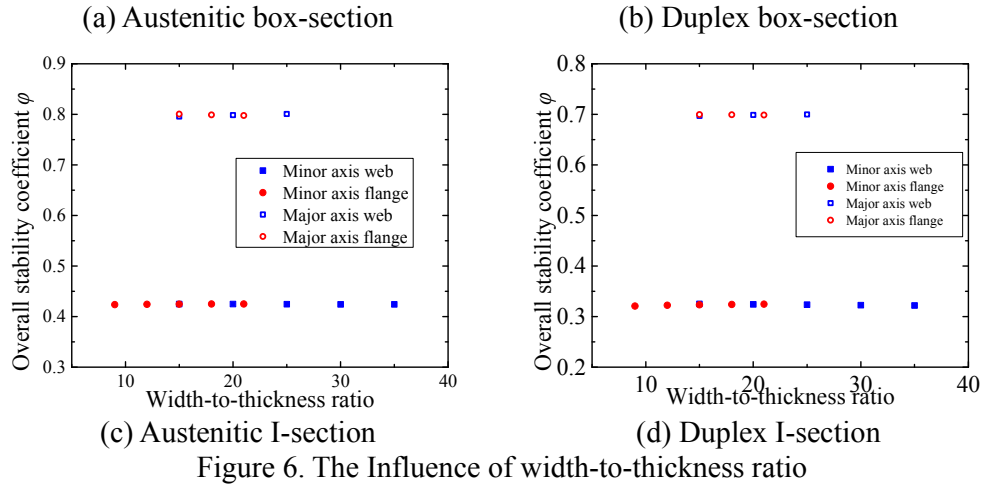 (a) Austenitic box-section
(b) Duplex box-section
Overall stability coefficient φ
0.9
0.8
0.7
0.6
0.5
0.4
0.3
Minor axis web
Minor axis flange
Major axis web
Major axis flange
10 20 30 40
Width-to-thickness ratio
Overall stability coefficient φ
0.8
0.7
0.6
0.5
0.4
0.3
0.2
Minor axis web
Minor axis flange
Major axis web
Major axis flange
10 20 30 40
Width-to-thickness ratio
(c) Austenitic I-section
(d) Duplex I-section
Figure 6. The Influence of width-to-thickness ratio